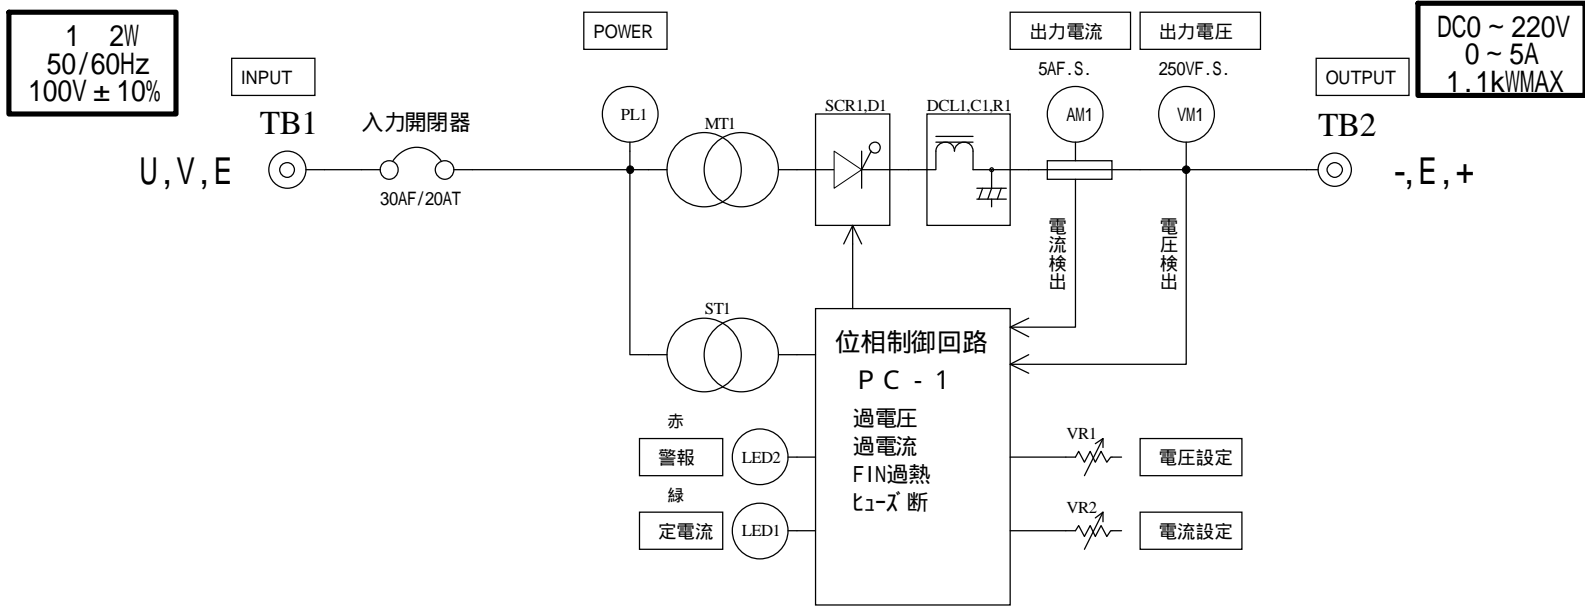 1 2W
50/60Hz
100V ± 10%
INPUT
TB1
U,V,E
入力開閉器
30AF/20AT
POWER
PL1
MT1
SCR1,D1
DCL1,C1,R1
出力電流
5AF.S.
AM1
出力電圧
250VF.S.
VM1
OUTPUT
DC0 ~ 220V
0 ~ 5A
1.1kWMAX
TB2
-,E,+
電流検出
電圧検出
ST1
位相制御回路
PC-1
過電圧
過電流
FIN過熱
ﾋｭｰｽﾞ断
赤
警報
LED2
緑
定電流
LED1
VR1
電圧設定
VR2
電流設定